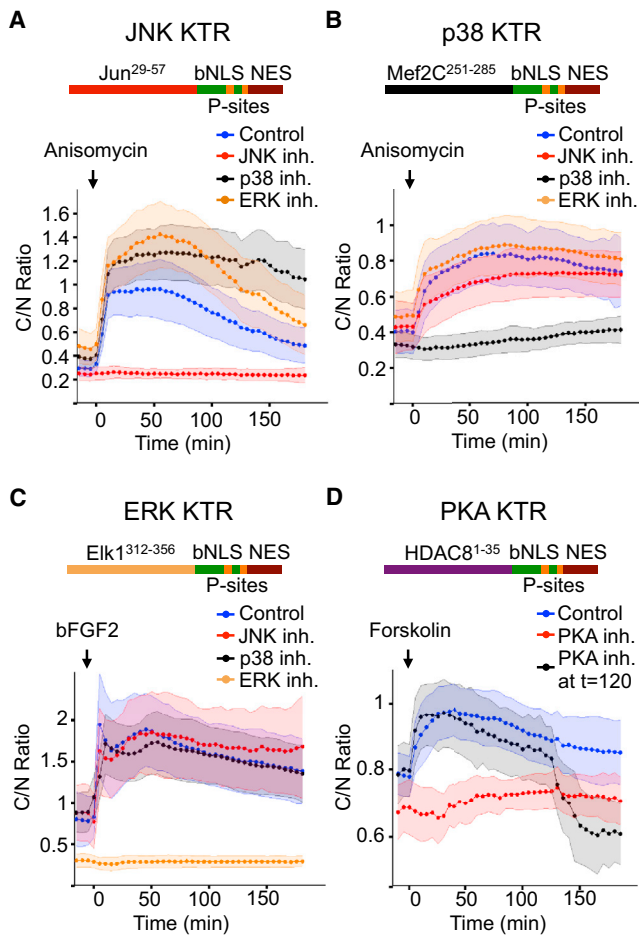 A
JNK KTR
Jun29-57 bNLS NES
P-sites
Control
JNK inh.
p38 inh.
ERK inh.
Anisomycin
1.6
1.4
1.2
1
0.8
0.6
0.4
0.2
C/N Ratio
0 50 100 150
Time (min)
B
p38 KTR
Mef2C251-285 bNLS NES
P-sites
Control
JNK inh.
p38 inh.
ERK inh.
Anisomycin
1
0.8
0.6
0.4
0.2
C/N Ratio
0 50 100 150
Time (min)
C
ERK KTR
Elk1312-356 bNLS NES
P-sites
Control
JNK inh.
p38 inh.
ERK inh.
bFGF2
2
1.5
1
0.5
C/N Ratio
0 50 100 150
Time (min)
D
PKA KTR
HDAC81-35 bNLS NES
P-sites
Control
PKA inh.
PKA inh.
at t=120
Forskolin
1.0
0.8
0.6
C/N Ratio
0 50 100 150
Time (min)